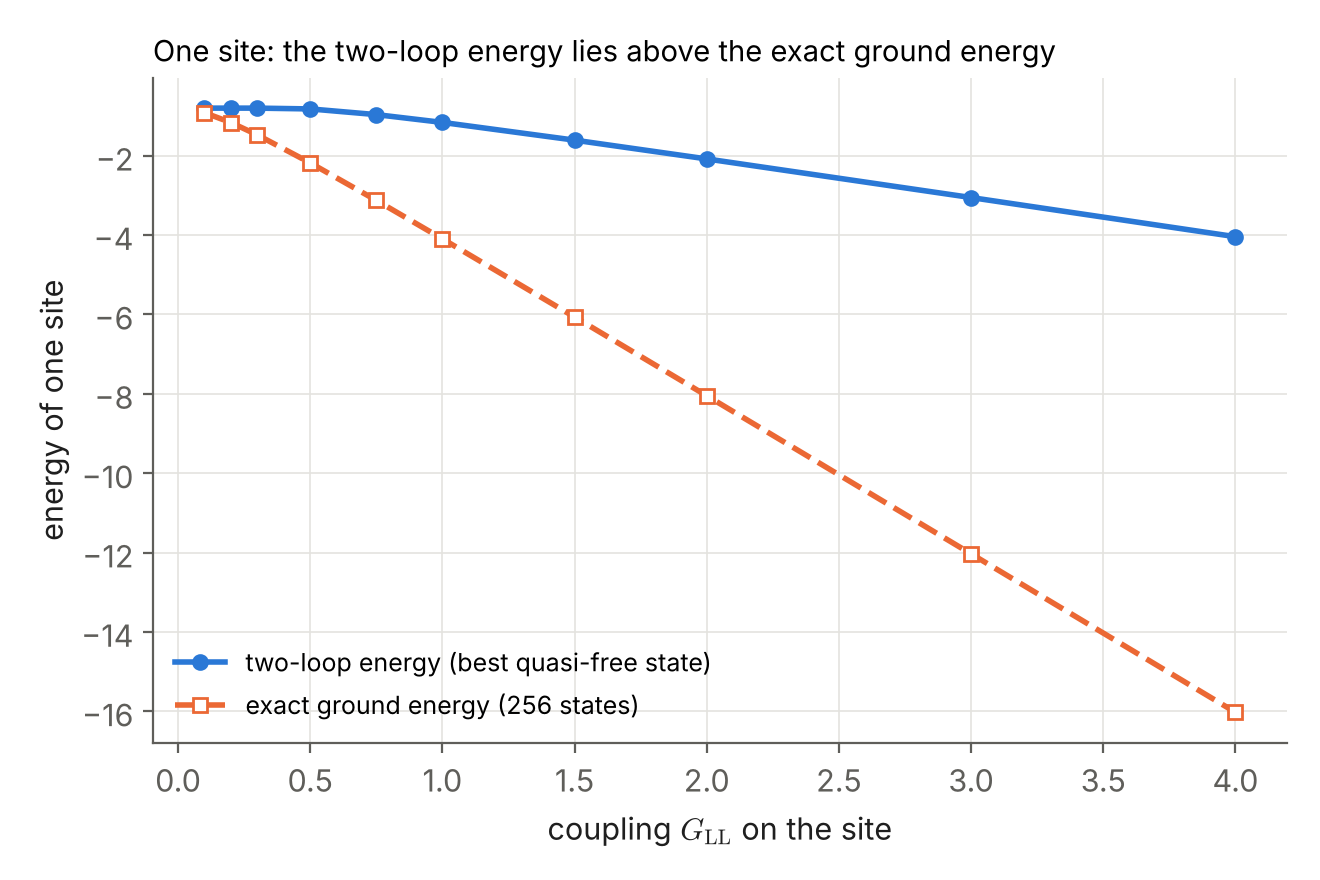 One site: the two-loop energy lies above the exact ground energy
energy of one site
−2
−4
−6
−8
−10
−12
−14
−16
two-loop energy (best quasi-free state)
exact ground energy (256 states)
0.0 0.5 1.0 1.5 2.0 2.5 3.0 3.5 4.0
coupling G_LL on the site